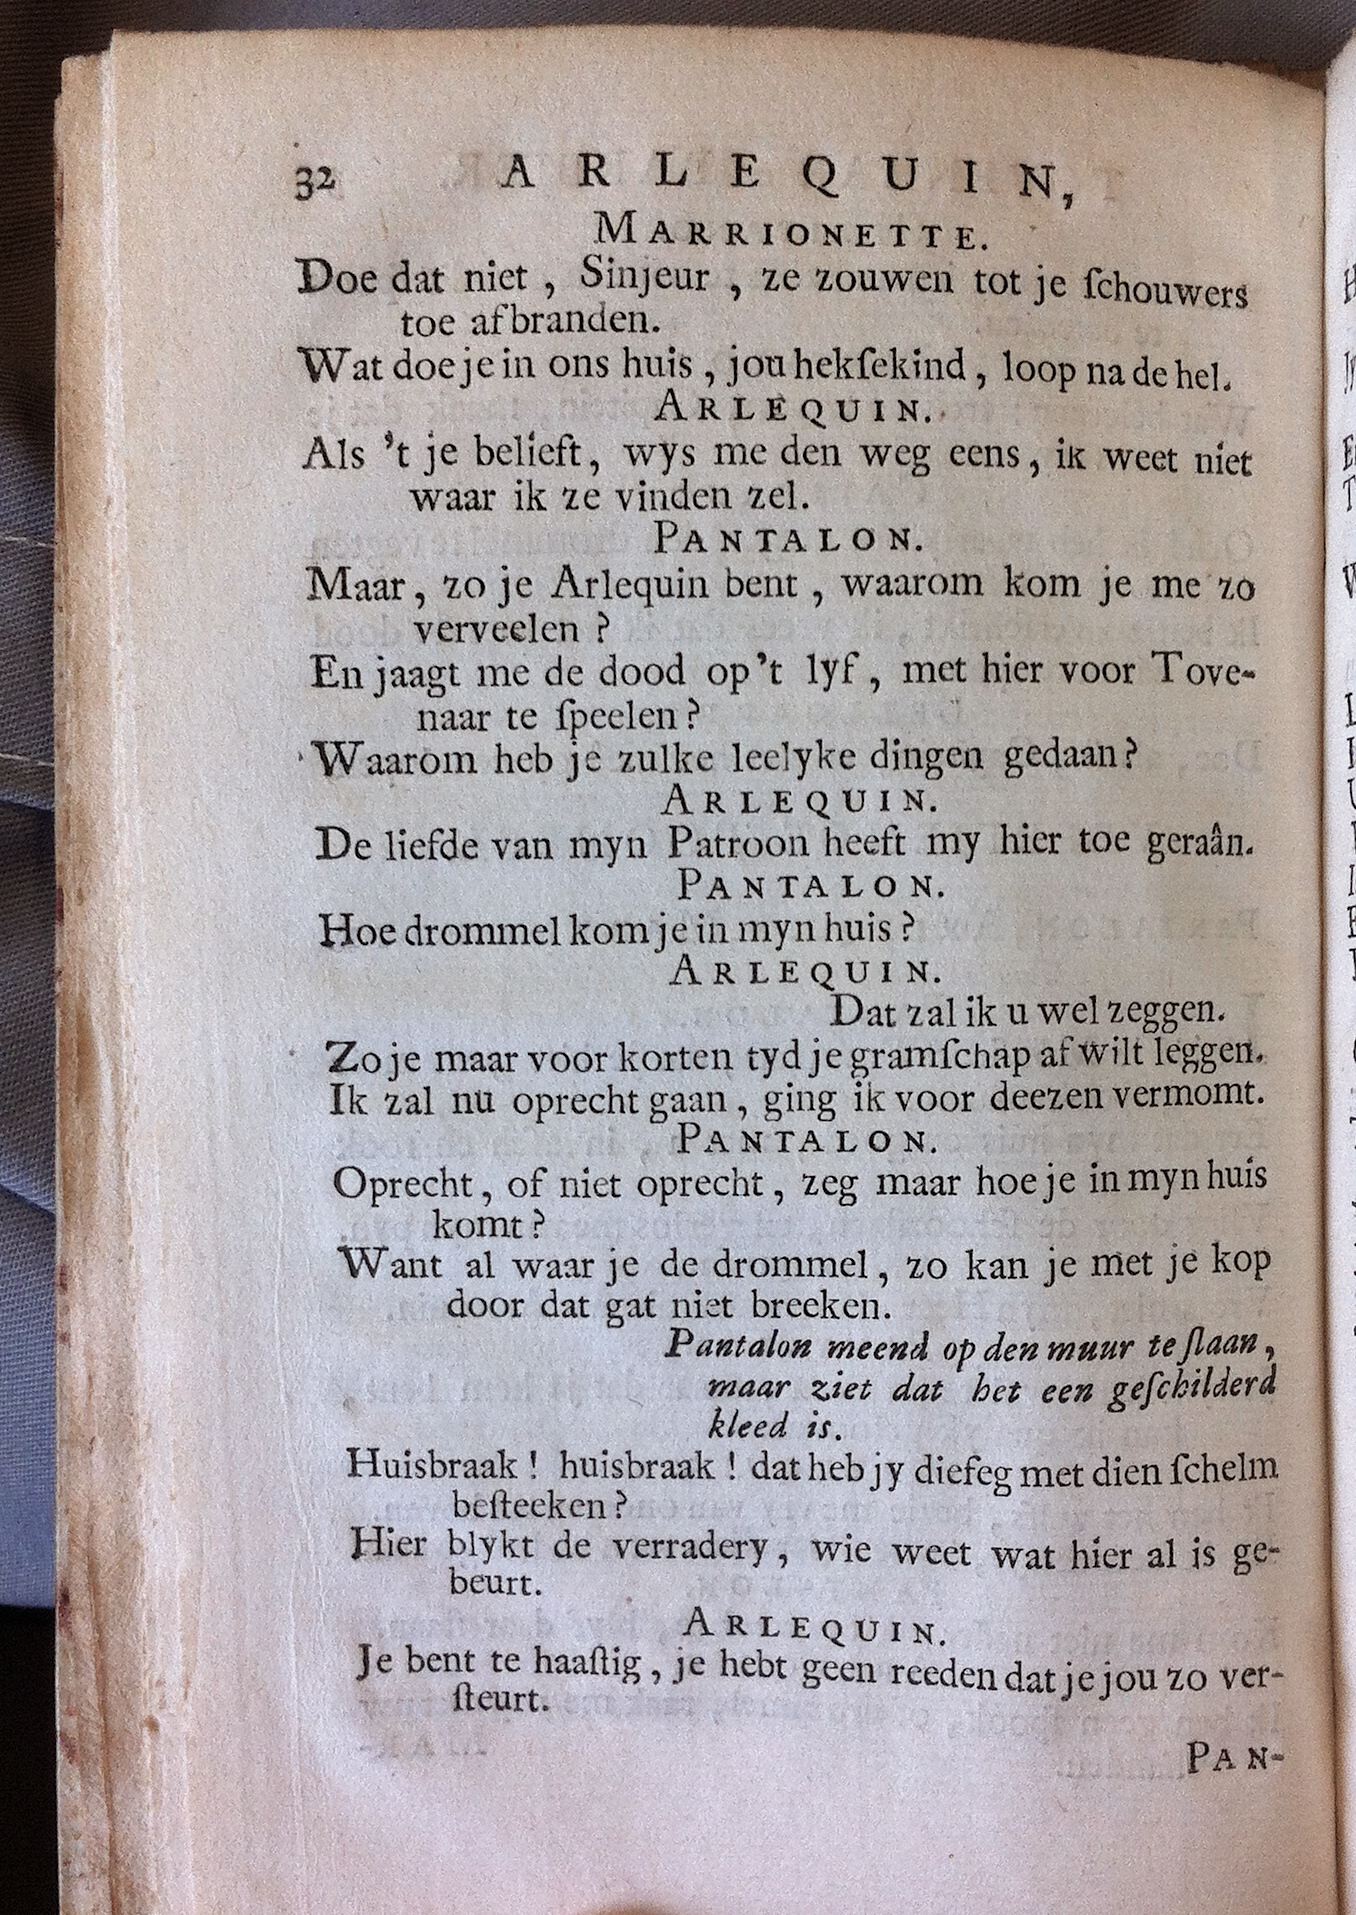 32 ARLEQUIN,
MARRIONETTE.
Doe dat niet, Sinjeur, ze zouwen tot je ſchouwers
toe afbranden.
Wat doe je in ons huis, jou hekſekind, loop na de hel.
ARLEQUIN.
Als 't je belieft, wys me den weg eens, ik weet niet
waar ik ze vinden zel.
PANTALON.
Maar, zo je Arlequin bent, waarom kom je me zo
verveelen?
En jaagt me de dood op 't lyf, met hier voor Tove-
naar te ſpeelen?
Waarom heb je zulke leelyke dingen gedaan?
ARLEQUIN.
De liefde van myn Patroon heeft my hier toe geraân.
PANTALON.
Hoe drommel kom je in myn huis?
ARLEQUIN.
Dat zal ik u wel zeggen.
Zo je maar voor korten tyd je gramſchap af wilt leggen.
Ik zal nu oprecht gaan, ging ik voor deezen vermomt.
PANTALON.
Oprecht, of niet oprecht, zeg maar hoe je in myn huis
komt?
Want al waar je de drommel, zo kan je met je kop
door dat gat niet breeken.
Pantalon meend op den muur te ſlaan,
maar ziet dat het een geſchilderd
kleed is.
Huisbraak! huisbraak! dat heb jy diefeg met dien ſchelm
beſteeken?
Hier blykt de verradery, wie weet wat hier al is ge-
beurt.
ARLEQUIN.
Je bent te haaſtig, je hebt geen reeden dat je jou zo ver-
ſteurt.
PAN-